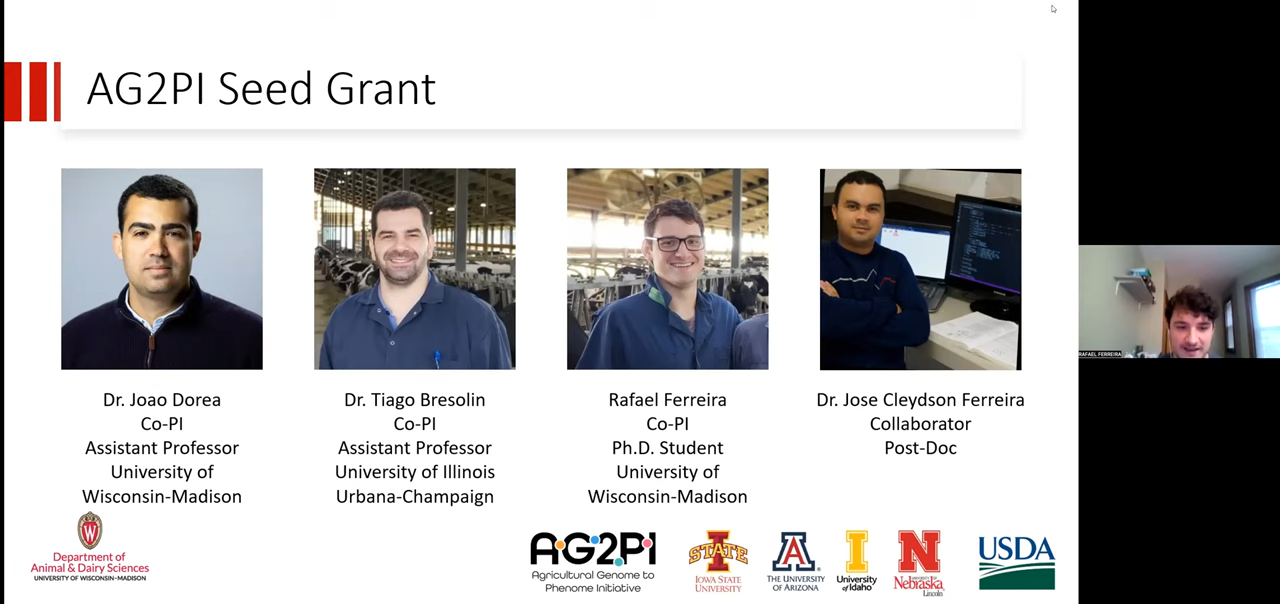 AG2PI Seed Grant
Dr. Joao Dorea
Co-PI
Assistant Professor
University of
Wisconsin-Madison
Dr. Tiago Bresolin
Co-PI
Assistant Professor
University of Illinois
Urbana-Champaign
Rafael Ferreira
Co-PI
Ph.D. Student
University of
Wisconsin-Madison
Dr. Jose Cleydson Ferreira
Collaborator
Post-Doc
RAFAEL FERREIRA
W
Department of
Animal & Dairy Sciences
UNIVERSITY OF WISCONSIN-MADISON
AG2PI
Agricultural Genome to
Phenome Initiative
I
STATE
IOWA STATE
UNIVERSITY
A
THE UNIVERSITY
OF ARIZONA
I
University
of Idaho
N
UNIVERSITY OF
Nebraska
Lincoln
USDA